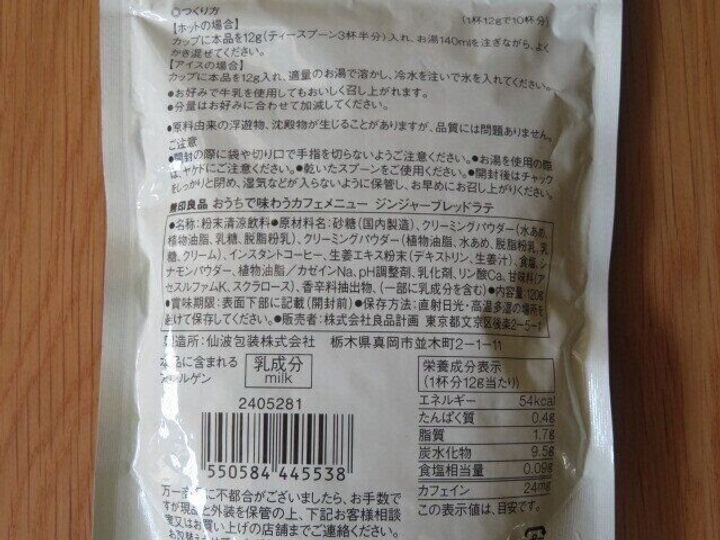 ◎つくり方 (1杯12gで10杯分)
【ホットの場合】
カップに本品を12g(ティースプーン3杯半分)入れ、お湯140mlを注ぎながら、よく
かき混ぜてください。
【アイスの場合】
カップに本品を12g入れ、適量のお湯で溶かし、冷水を注いで氷を入れてください。
●お好みで牛乳を使用してもおいしく召し上がれます。
●分量はお好みに合わせて加減してください。
●原料由来の浮遊物、沈殿物が生じることがありますが、品質には問題ありません。
ご注意
●開封の際に袋や切り口で手指を切らないようご注意ください。●お湯を使用の際
は、ヤケドにご注意ください。●乾いたスプーンをご使用ください。●開封後はチャック
をしっかりと閉め、湿気などが入らないように保管し、お早めにお召し上がりください。
無印良品 おうちで味わうカフェメニュー ジンジャーブレッドラテ
●名称:粉末清涼飲料●原材料名:砂糖(国内製造)、クリーミングパウダー(水あめ、
植物油脂、乳糖、脱脂粉乳)、クリーミングパウダー(植物油脂、水あめ、脱脂粉乳、乳
糖、クリーム)、インスタントコーヒー、生姜エキス粉末(デキストリン、生姜汁)、食塩、シ
ナモンパウダー、植物油脂/カゼインNa、pH調整剤、乳化剤、リン酸Ca、甘味料(ア
セスルファムK、スクラロース)、香辛料抽出物、(一部に乳成分を含む)●内容量:120g
●賞味期限:表面下部に記載(開封前)●保存方法:直射日光・高温多湿の場所を
避けて保存してください。●販売者:株式会社良品計画 東京都文京区後楽2-5-1
製造所:仙波包装株式会社 栃木県真岡市並木町2-1-11
本品に含まれる
アレルゲン
乳成分
milk
2405281
550584 445538
栄養成分表示
(1杯分12g当たり)
エネルギー 54kcal
たんぱく質 0.4g
脂質 1.7g
炭水化物 9.5g
食塩相当量 0.09g
カフェイン 24mg
この表示値は、目安です。
万一産品に不都合がございましたら、お手数で
すが現品と外装を保管の上、下記お客様相談
室又はお買い上げの店舗までご連絡ください。